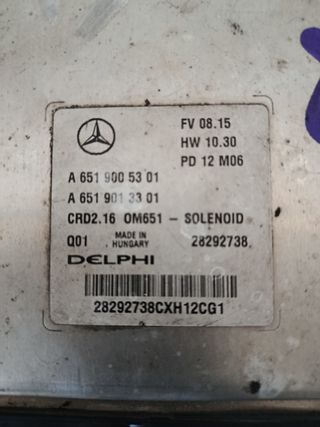 FV 08.15
HW 10.30
PD 12 M06
A 651 900 53 01
A 651 901 33 01
CRD2.16 OM651 - SOLENOID
Q01 MADE IN HUNGARY 28292738
DELPHI
28292738CXH12CG1